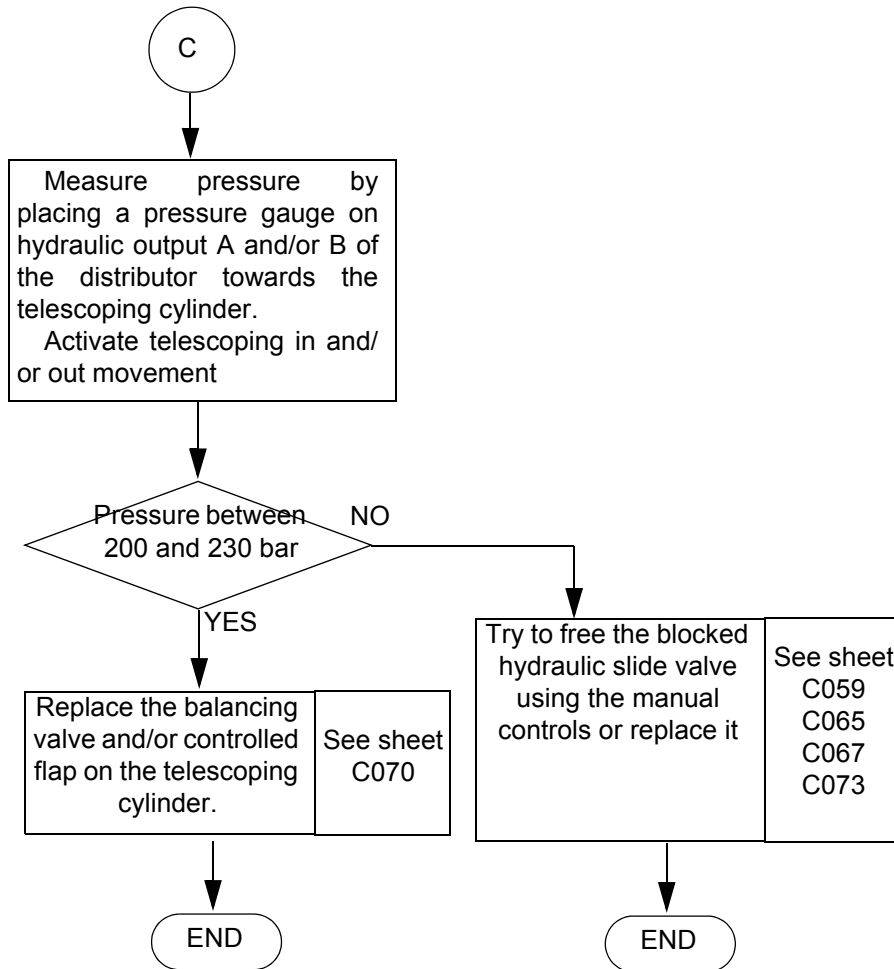 C
Measure pressure by
placing a pressure gauge on
hydraulic output A and/or B of
the distributor towards the
telescoping cylinder.
Activate telescoping in and/
or out movement
Pressure between
200 and 230 bar
NO
YES
Replace the balancing
valve and/or controlled
flap on the telescoping
cylinder.
See sheet
C070
Try to free the blocked
hydraulic slide valve
using the manual
controls or replace it
See sheet
C059
C065
C067
C073
END
END